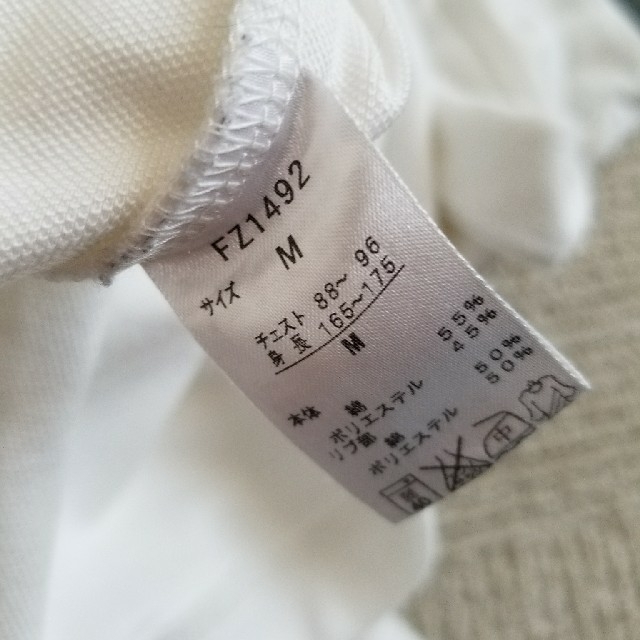 FZ1492
サイズ M
チェスト 88〜 96
身 長 165〜175
M
本体 綿 55%
ポリエステル 45%
リブ部 綿 50%
ポリエステル 50%
中